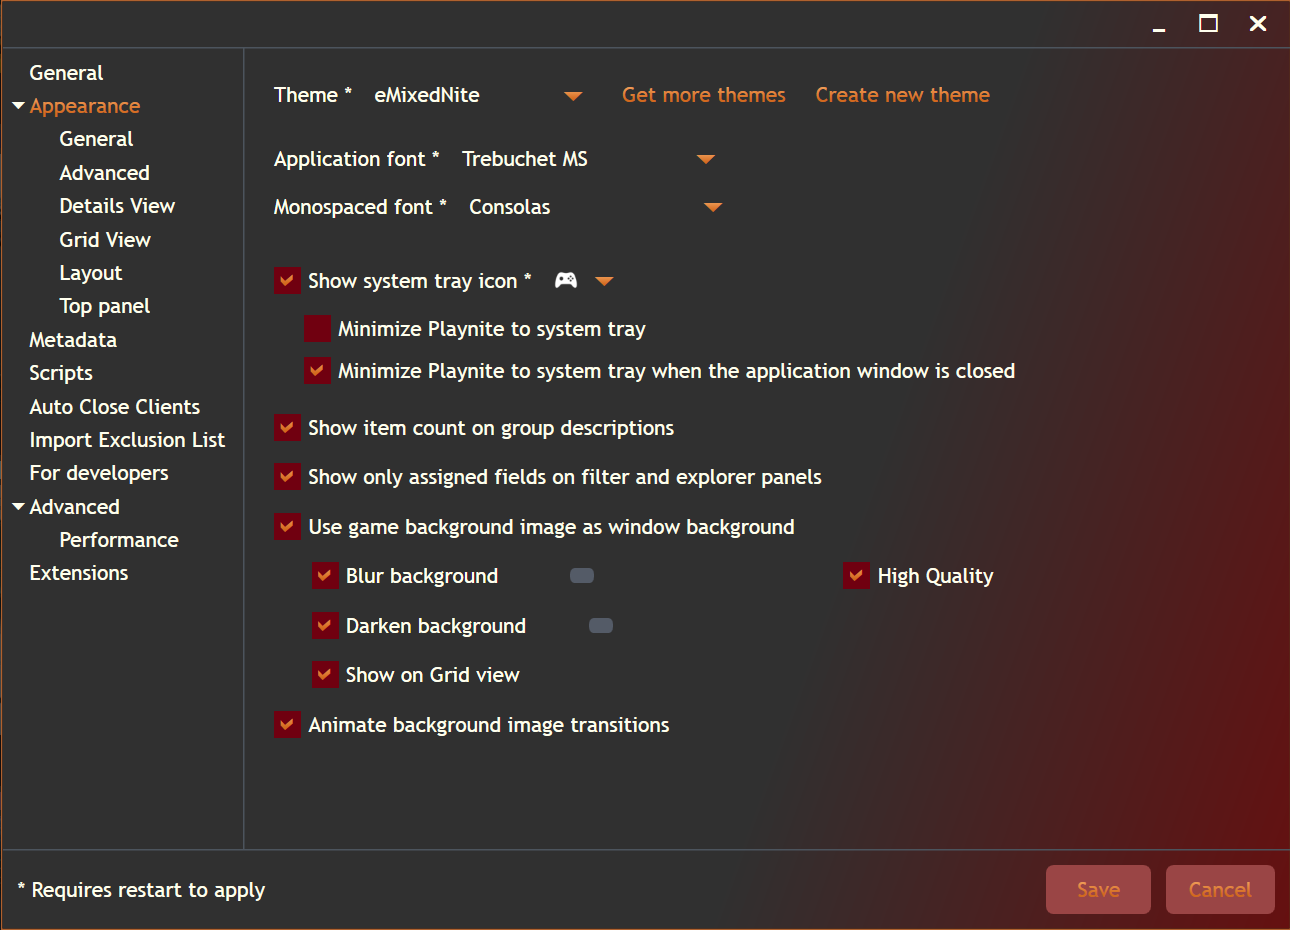 General
Appearance
General
Advanced
Details View
Grid View
Layout
Top panel
Metadata
Scripts
Auto Close Clients
Import Exclusion List
For developers
Advanced
Performance
Extensions
Theme * eMixedNite Get more themes Create new theme
Application font * Trebuchet MS
Monospaced font * Consolas
Show system tray icon *
Minimize Playnite to system tray
Minimize Playnite to system tray when the application window is closed
Show item count on group descriptions
Show only assigned fields on filter and explorer panels
Use game background image as window background
Blur background High Quality
Darken background
Show on Grid view
Animate background image transitions
* Requires restart to apply
Save Cancel